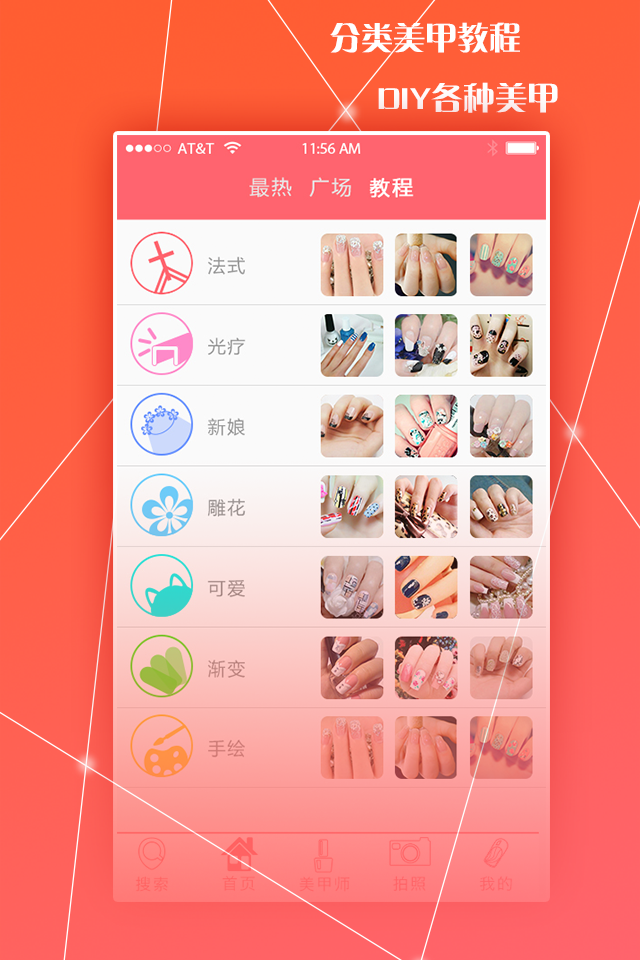 分类美甲教程
DIY各种美甲
AT&T 11:56 AM
最热 广场 教程
法式
光疗
新娘
雕花
可爱
渐变
手绘
搜索 首页 美甲师 拍照 我的